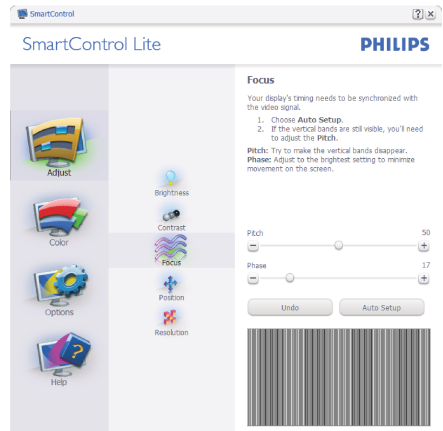 SmartControl
SmartControl Lite
PHILIPS
Adjust
Color
Options
Help
Brightness
Contrast
Focus
Position
Resolution
Focus
Your display's timing needs to be synchronized with
the video signal.
1. Choose Auto Setup.
2. If the vertical bands are still visible, you'll need
to adjust the Pitch.
Pitch: Try to make the vertical bands disappear.
Phase: Adjust to the brightest setting to minimize
movement on the screen.
Pitch 50
Phase 17
Undo Auto Setup